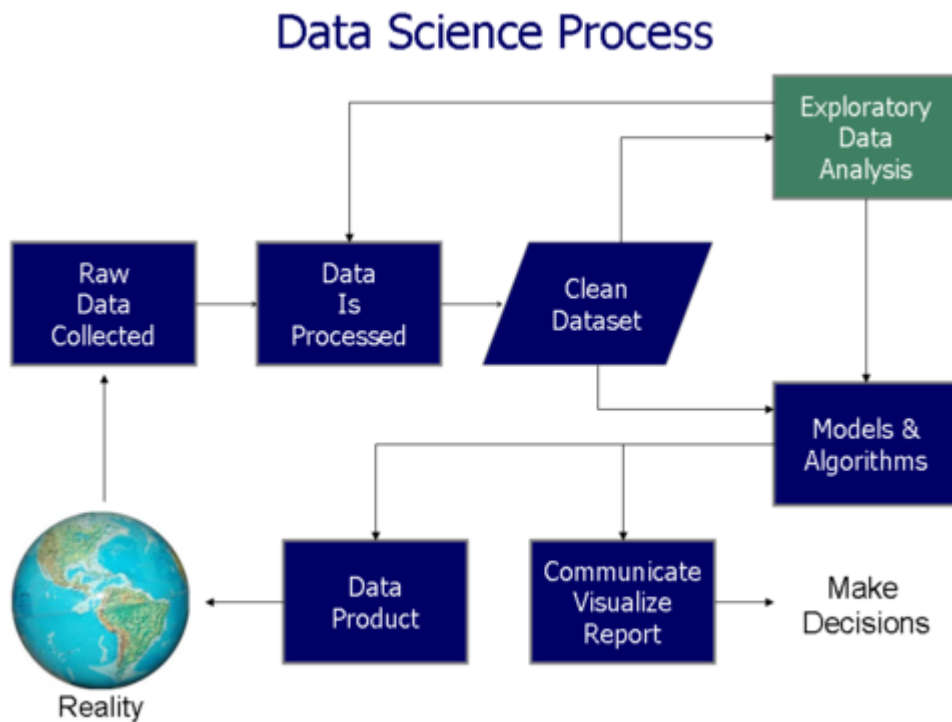 Data Science Process
Exploratory
Data
Analysis
Raw
Data
Collected
Data
Is
Processed
Clean
Dataset
Models &
Algorithms
Data
Product
Communicate
Visualize
Report
Make
Decisions
Reality